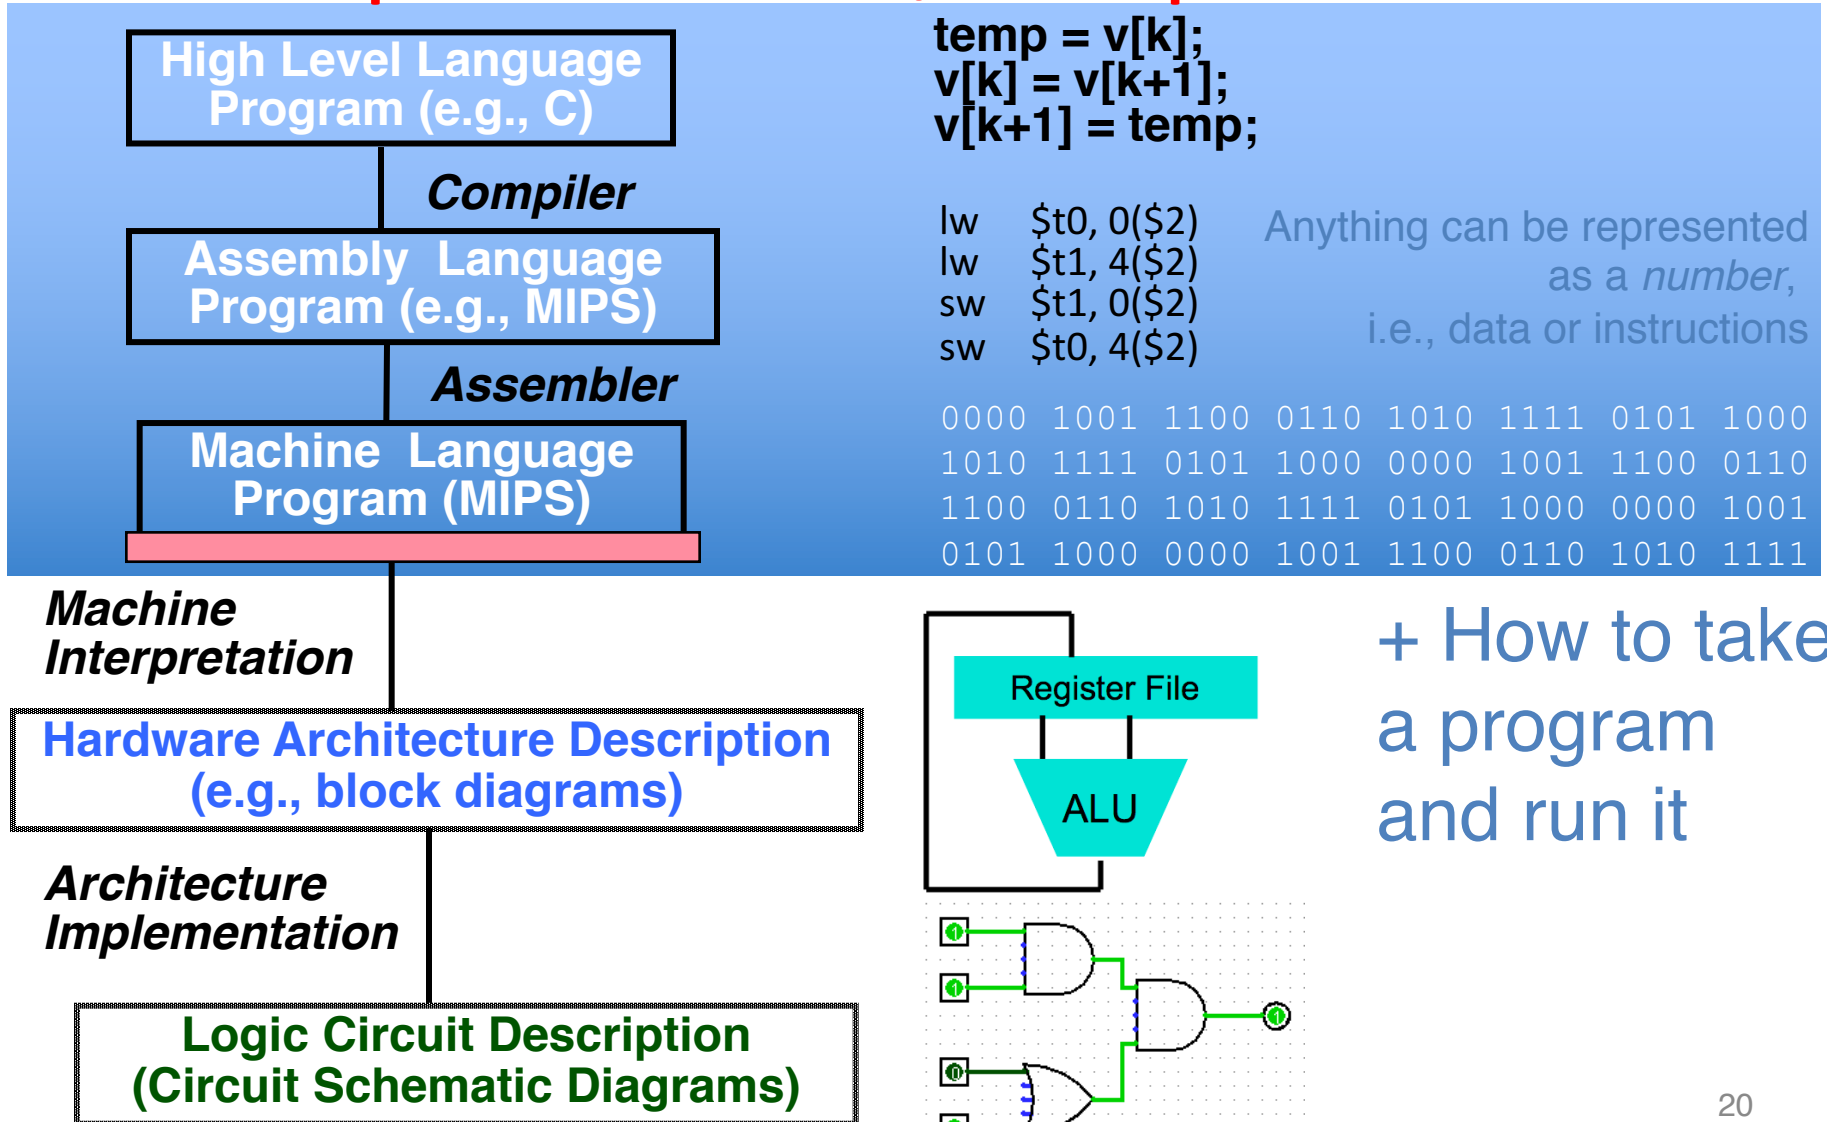 High Level Language
Program (e.g., C)
temp = v[k];
v[k] = v[k+1];
v[k+1] = temp;
Compiler
Assembly Language
Program (e.g., MIPS)
lw $t0, 0($2)
lw $t1, 4($2)
sw $t1, 0($2)
sw $t0, 4($2)
Anything can be represented
as a number,
i.e., data or instructions
Assembler
Machine Language
Program (MIPS)
0000 1001 1100 0110 1010 1111 0101 1000
1010 1111 0101 1000 0000 1001 1100 0110
1100 0110 1010 1111 0101 1000 0000 1001
0101 1000 0000 1001 1100 0110 1010 1111
Machine
Interpretation
Hardware Architecture Description
(e.g., block diagrams)
Register File
ALU
+ How to take
a program
and run it
Architecture
Implementation
Logic Circuit Description
(Circuit Schematic Diagrams)
1
1
1
0
20